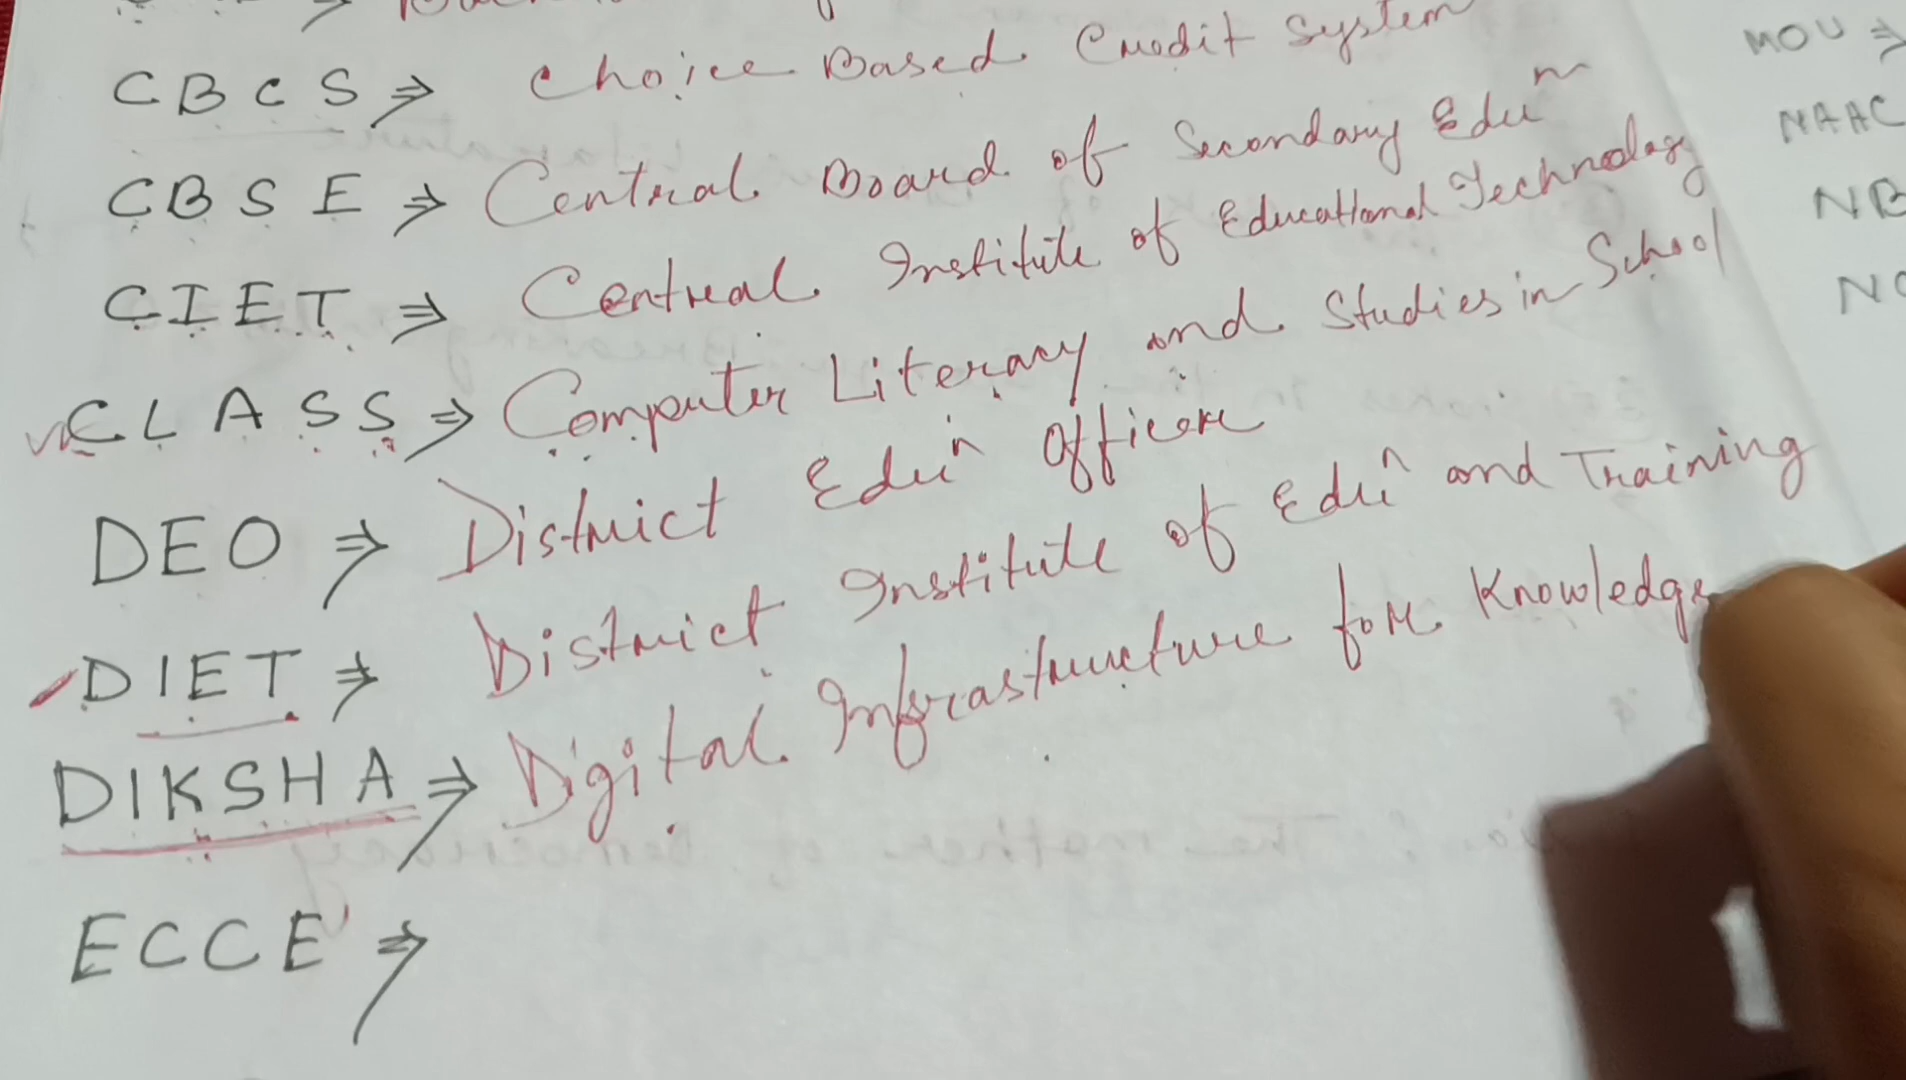 CBCS ⇒ Choice Based Credit System
CBSE ⇒ Central Board of Secondary Eduⁿ
CIET ⇒ Central Institute of Educational Technology
CLASS ⇒ Computer Literary and Studies in School
DEO ⇒ District Eduⁿ Officer
DIET ⇒ District Institute of Eduⁿ and Training
DIKSHA ⇒ Digital Infrastructure for Knowledge
ECCE ⇒
MOU ⇒
NAAC